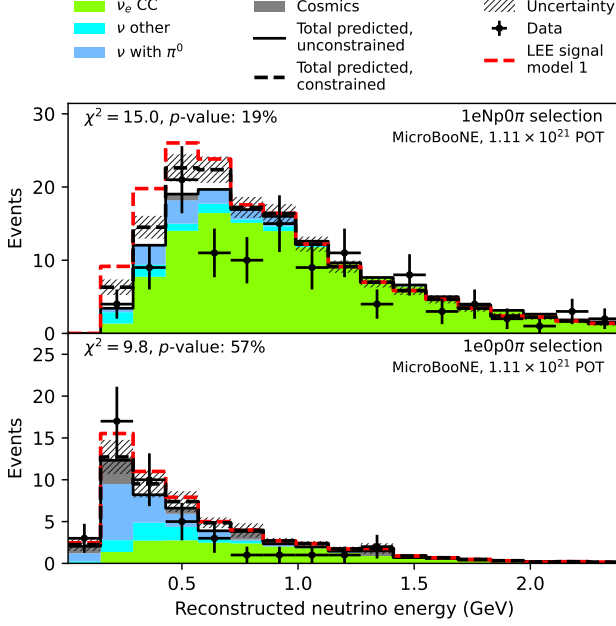 νₑ CC
ν other
ν with π⁰
Cosmics
Total predicted,
unconstrained
Total predicted,
constrained
Uncertainty
Data
LEE signal
model 1
χ² = 15.0, p-value: 19%
1eNp0π selection
MicroBooNE, 1.11 × 10²¹ POT
Events
30
20
10
0
χ² = 9.8, p-value: 57%
1e0p0π selection
MicroBooNE, 1.11 × 10²¹ POT
Events
25
20
15
10
5
0
0.5 1.0 1.5 2.0
Reconstructed neutrino energy (GeV)